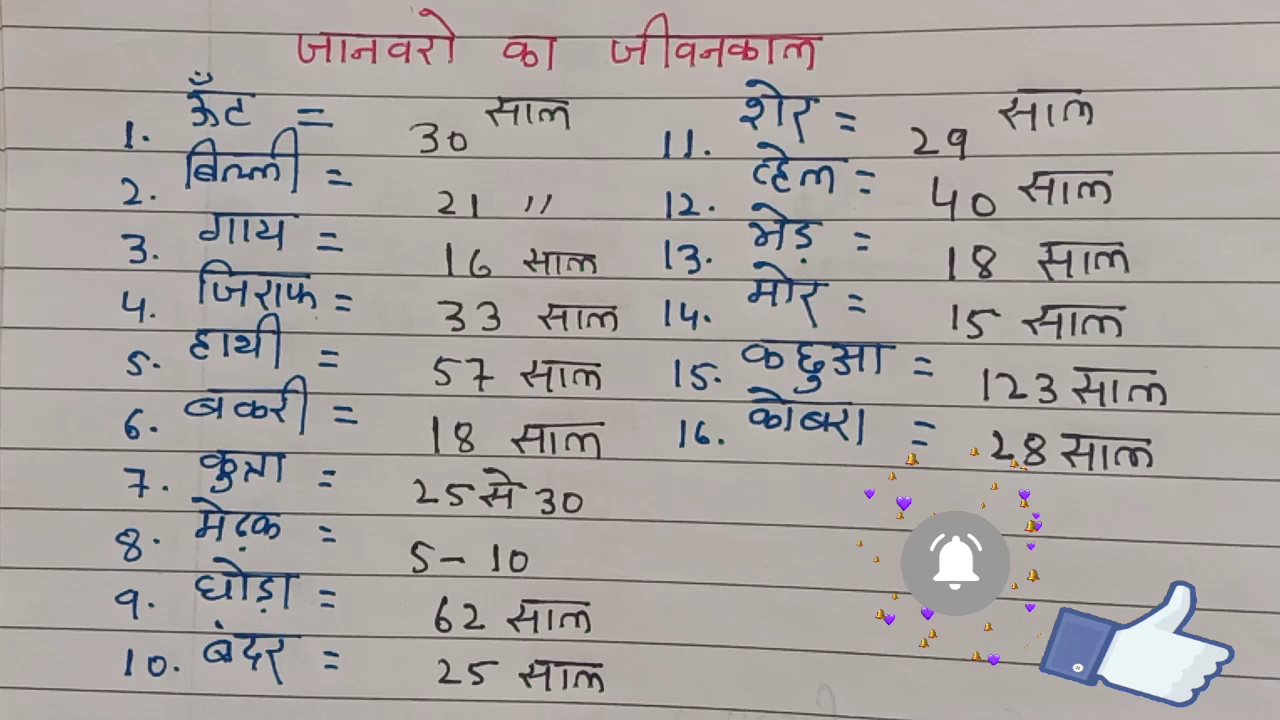 जानवरो का जीवनकाल
1. ऊँट = 30 साल
2. बिल्ली = 21 "
3. गाय = 16 साल
4. जिराफ़ = 33 साल
5. हाथी = 57 साल
6. बकरी = 18 साल
7. कुत्ता = 25 से 30
8. मेढ़क = 5 - 10
9. घोड़ा = 62 साल
10. बंदर = 25 साल
11. शेर = 29 साल
12. व्हेल = 40 साल
13. भेड़ = 18 साल
14. मोर = 15 साल
15. कछुआ = 123 साल
16. कोबरा = 28 साल